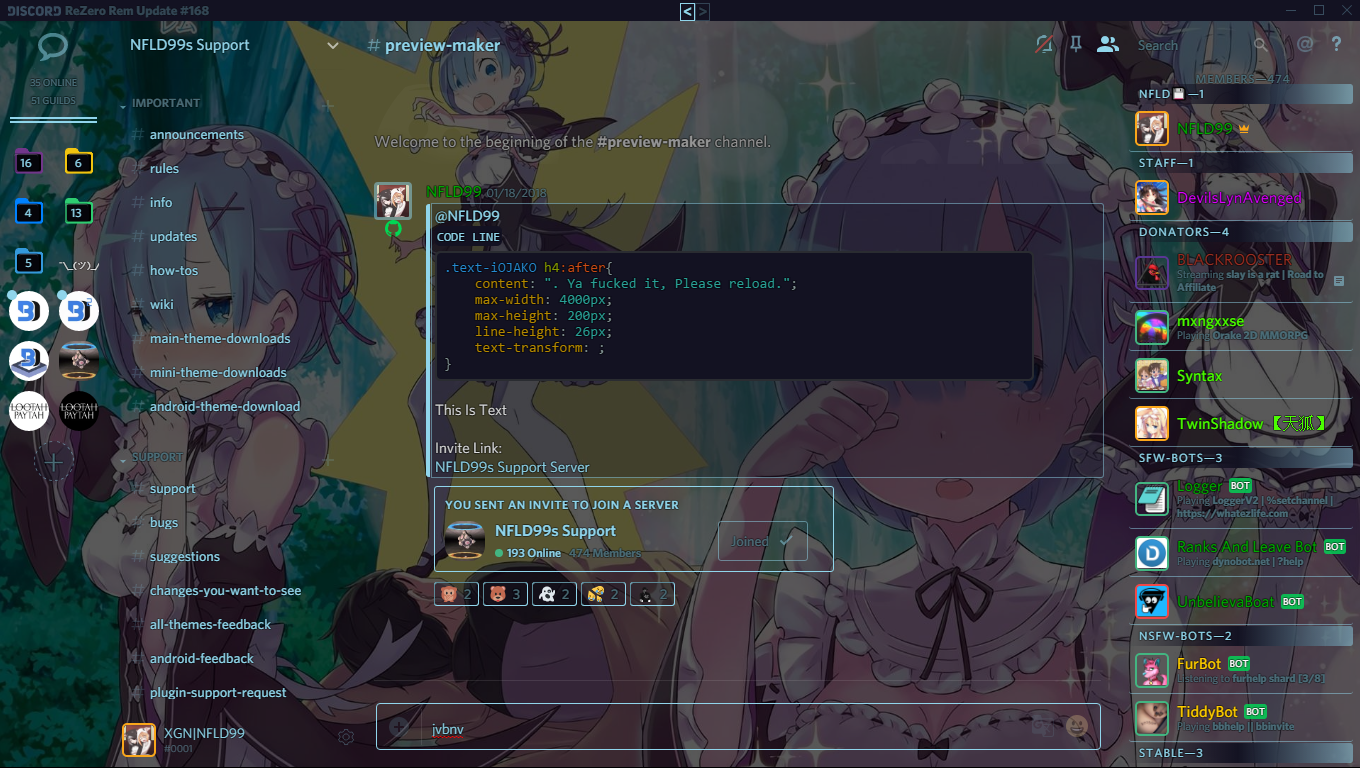 DISCORD ReZero Rem Update #168
< >
35 ONLINE
51 GUILDS
16
6
4
13
5
¯\_(ツ)_/¯
LOOTAH
PAYTAH
LOOTAH
PAYTAH
NFLD99s Support
IMPORTANT
# announcements
# rules
# info
# updates
# how-tos
# wiki
# main-theme-downloads
# mini-theme-downloads
# android-theme-download
SUPPORT
# support
# bugs
# suggestions
# changes-you-want-to-see
# all-themes-feedback
# android-feedback
# plugin-support-request
XGN|NFLD99
#0001
# preview-maker
Search
Welcome to the beginning of the #preview-maker channel.
NFLD99 01/18/2018
@NFLD99
CODE LINE
.text-iOJAKO h4:after{
content: ". Ya fucked it, Please reload.";
max-width: 4000px;
max-height: 200px;
line-height: 26px;
text-transform: ;
}
This Is Text
Invite Link:
NFLD99s Support Server
YOU SENT AN INVITE TO JOIN A SERVER
NFLD99s Support
193 Online 474 Members
Joined
2
3
2
2
2
jvbnv
MEMBERS—474
NFLD💾—1
NFLD99
STAFF—1
DevilsLynAvenged
DONATORS—4
BLACKROOSTER
Streaming slay is a rat | Road to
Affiliate
mxngxxse
Playing Drake 2D MMORPG
Syntax
TwinShadow 【天狐】
SFW-BOTS—3
Logger BOT
Playing LoggerV2 | %setchannel |
https://whatezlife.com
Ranks And Leave Bot BOT
Playing dynobot.net | ?help
UnbelievaBoat BOT
NSFW-BOTS—2
FurBot BOT
Listening to furhelp shard [3/8]
TiddyBot BOT
Playing bbhelp || bbinvite
STABLE—3